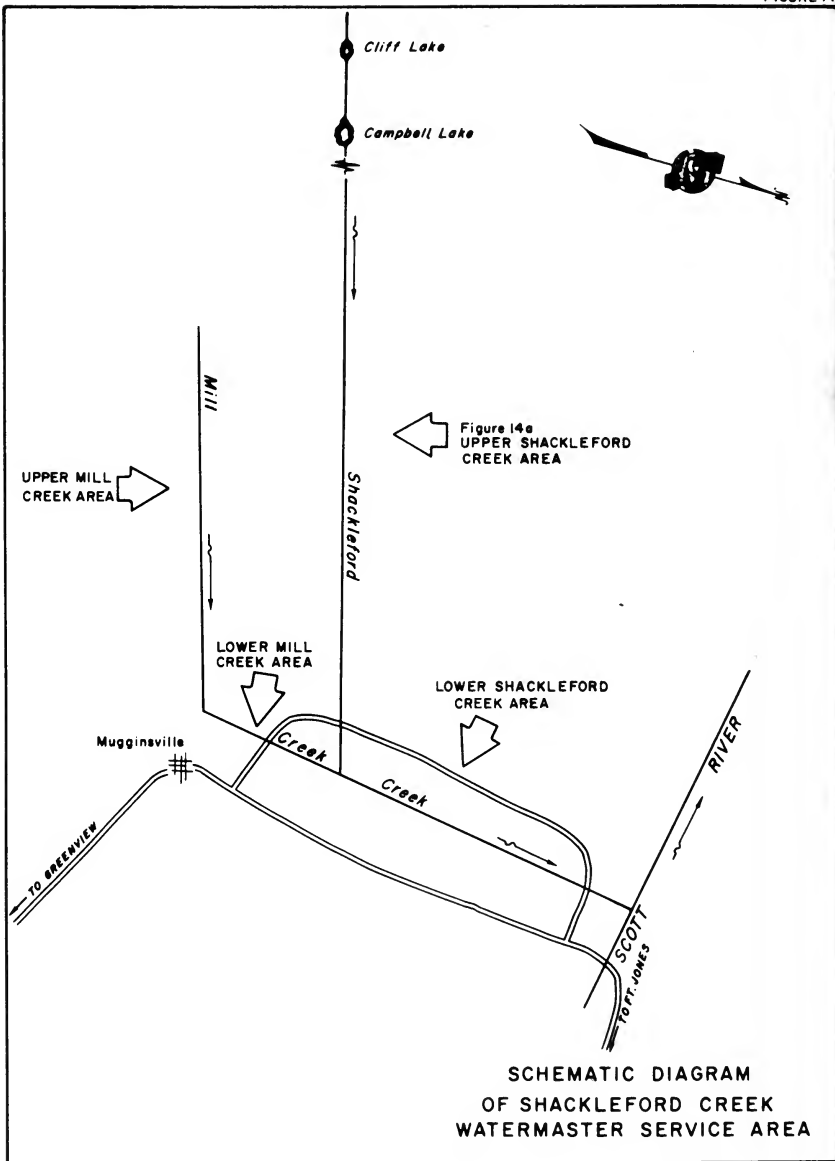 Cliff Lake
Campbell Lake
N
Mill
Figure 14a
UPPER SHACKLEFORD
CREEK AREA
UPPER MILL
CREEK AREA
Shackleford
LOWER MILL
CREEK AREA
LOWER SHACKLEFORD
CREEK AREA
Mugginsville
Creek
Creek
RIVER
TO GREENVIEW
SCOTT
TO FT. JONES
SCHEMATIC DIAGRAM
OF SHACKLEFORD CREEK
WATERMASTER SERVICE AREA